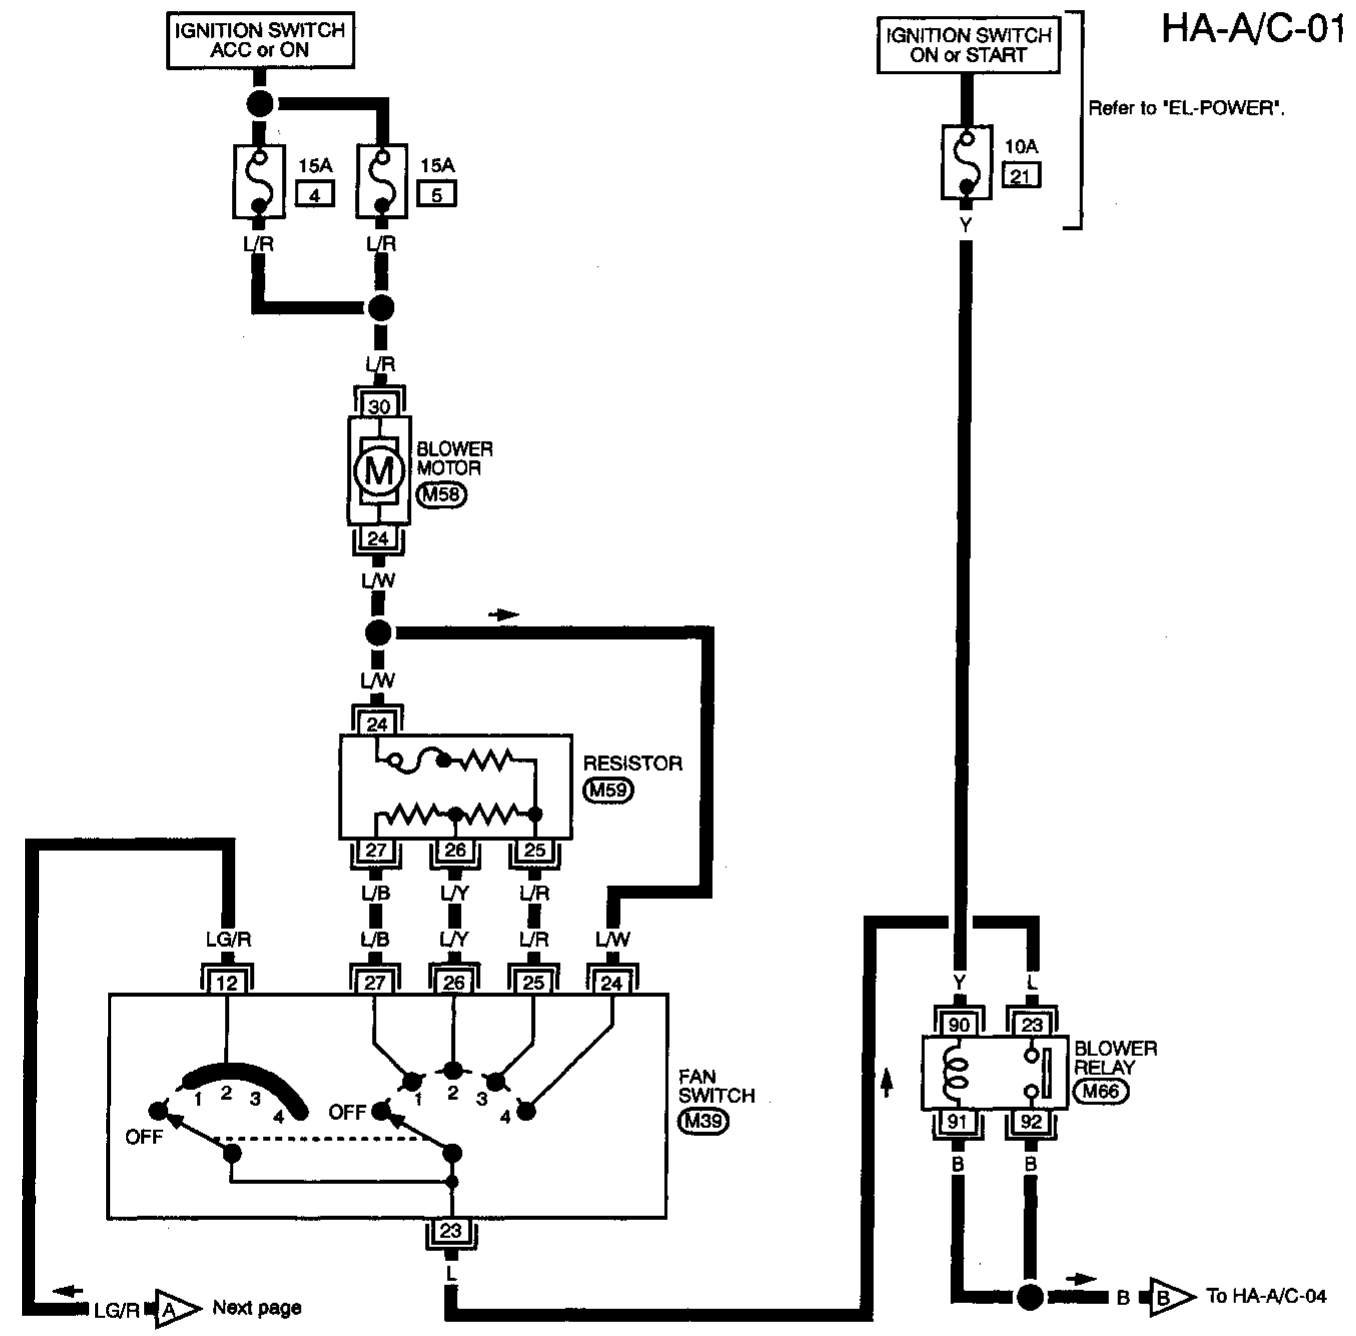 IGNITION SWITCH
ACC or ON
IGNITION SWITCH
ON or START
HA-A/C-01
Refer to "EL-POWER".
15A
4
15A
5
10A
21
L/R
L/R
Y
L/R
30
M
BLOWER
MOTOR
M58
24
L/W
L/W
24
RESISTOR
M59
27
26
25
L/B
L/Y
L/R
LG/R
L/B
L/Y
L/R
L/W
12
27
26
25
24
Y
L
90
23
BLOWER
RELAY
M66
91
92
B
B
FAN
SWITCH
M39
OFF
1
2
3
4
OFF
1
2
3
4
23
L
LG/R
A
Next page
B
B
To HA-A/C-04